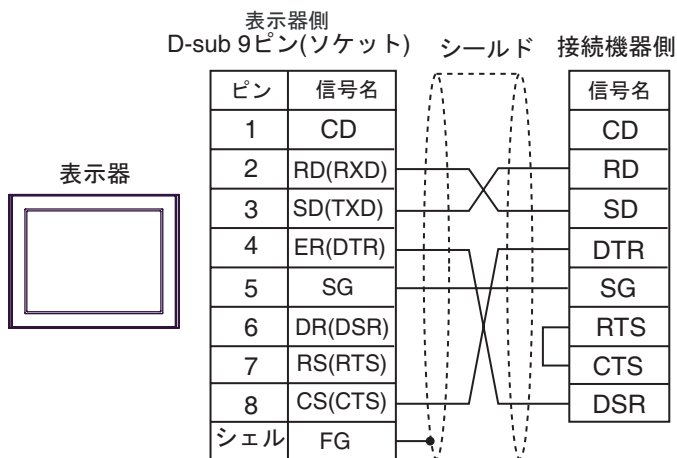 表示器側
D-sub 9ピン(ソケット) シールド 接続機器側
ピン 信号名 信号名
1 CD CD
表示器
2 RD(RXD) RD
3 SD(TXD) SD
4 ER(DTR) DTR
5 SG SG
6 DR(DSR) RTS
7 RS(RTS) CTS
8 CS(CTS) DSR
シェル FG